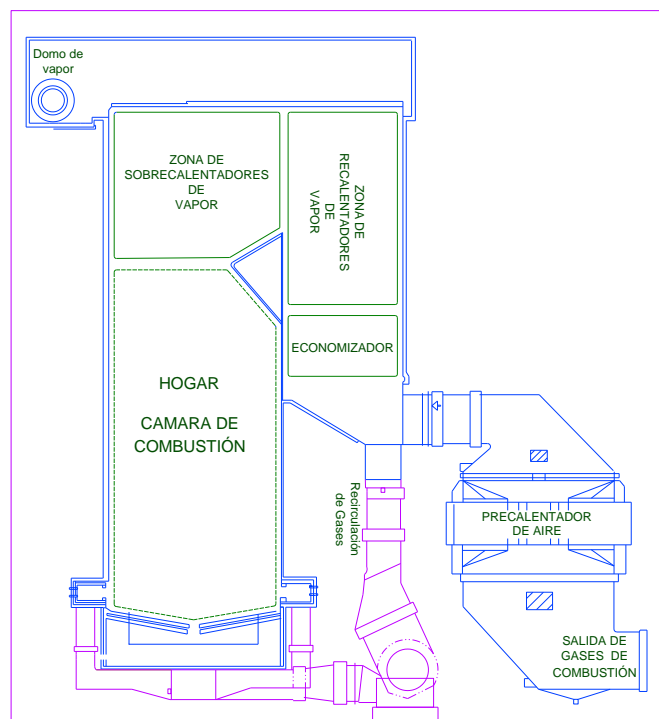 Domo de
vapor
ZONA DE
SOBRECALENTADORES
DE
VAPOR
ZONA DE
RECALENTADORES
DE
VAPOR
ECONOMIZADOR
HOGAR
CAMARA DE
COMBUSTIÓN
Recirculación
de Gases
PRECALENTADOR
DE AIRE
SALIDA DE
GASES DE
COMBUSTIÓN